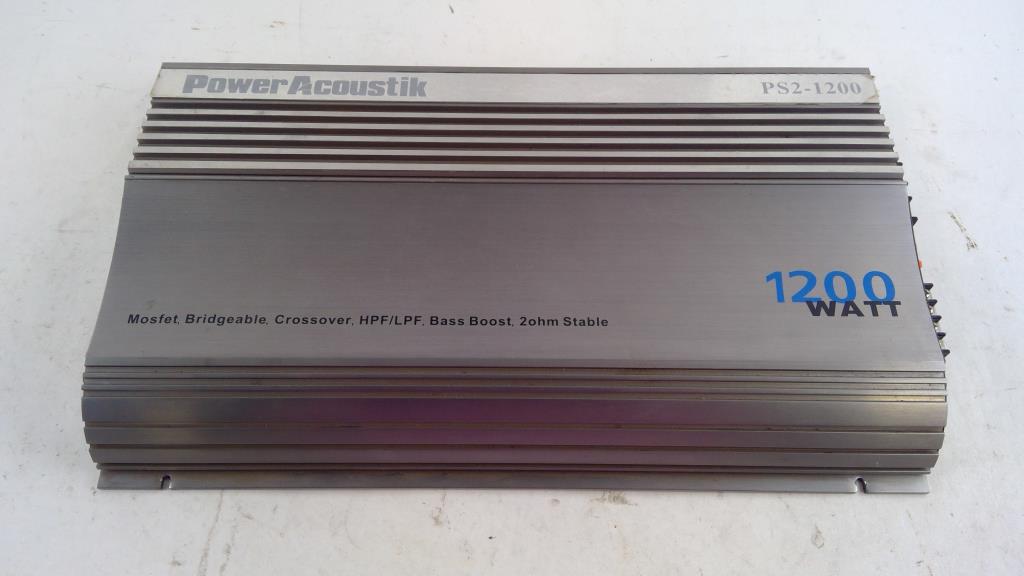 PowerAcoustik PS2-1200
1200
WATT
Mosfet, Bridgeable, Crossover, HPF/LPF, Bass Boost, 2ohm Stable